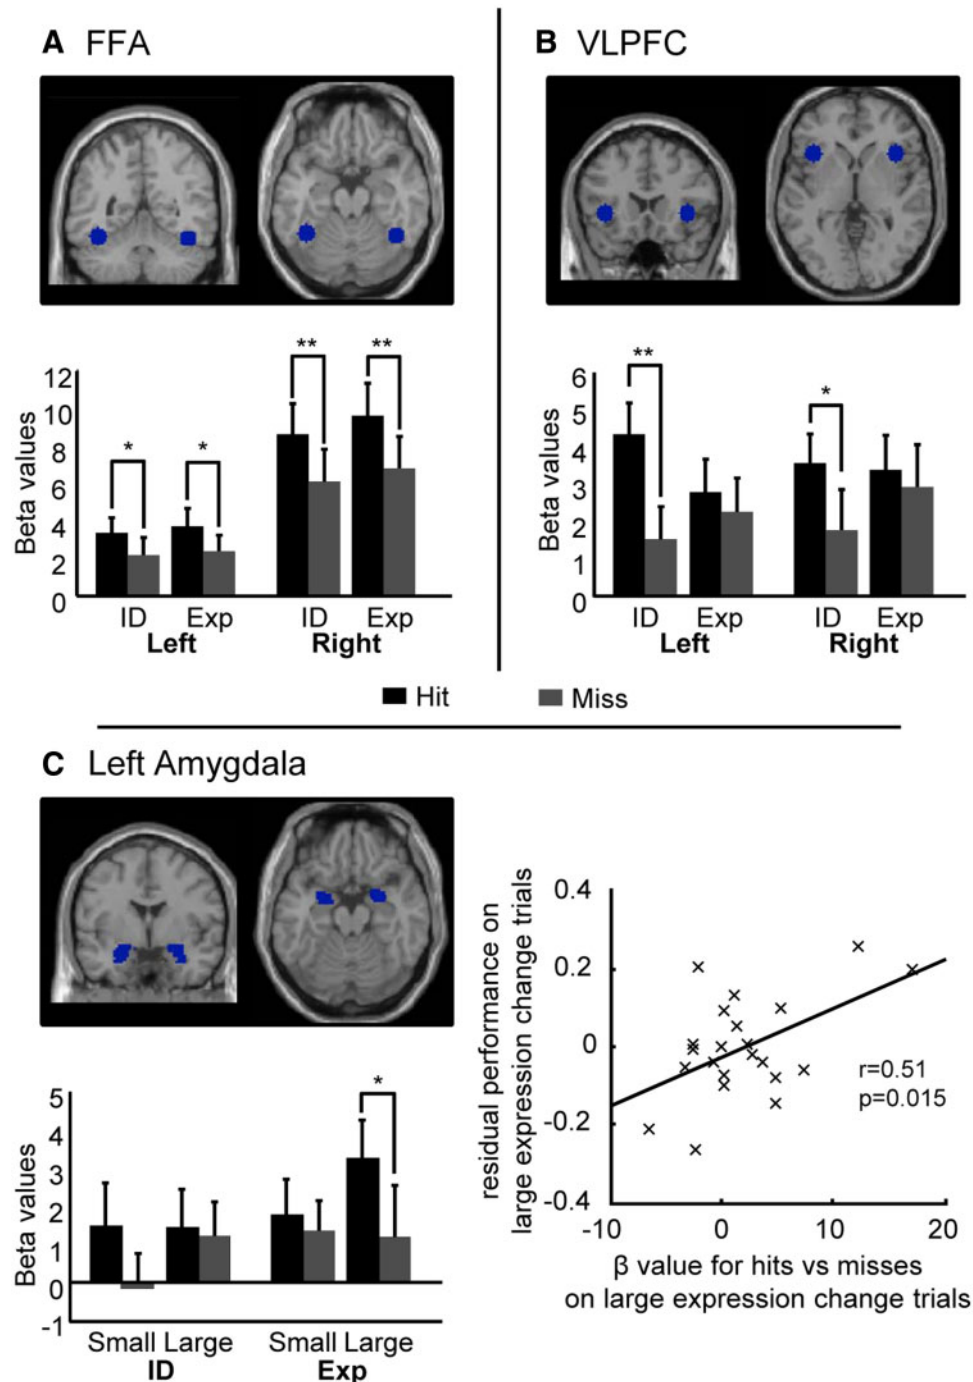 A FFA
B VLPFC
** **
* *
12
10
8
6
4
2
0
Beta values
ID Exp ID Exp
Left Right
**
*
6
5
4
3
2
1
0
Beta values
ID Exp ID Exp
Left Right
Hit Miss
C Left Amygdala
*
5
4
3
2
1
0
-1
Beta values
Small Large Small Large
ID Exp
residual performance on
large expression change trials
0.4
0.2
0
-0.2
-0.4
r=0.51
p=0.015
-10 0 10 20
β value for hits vs misses
on large expression change trials